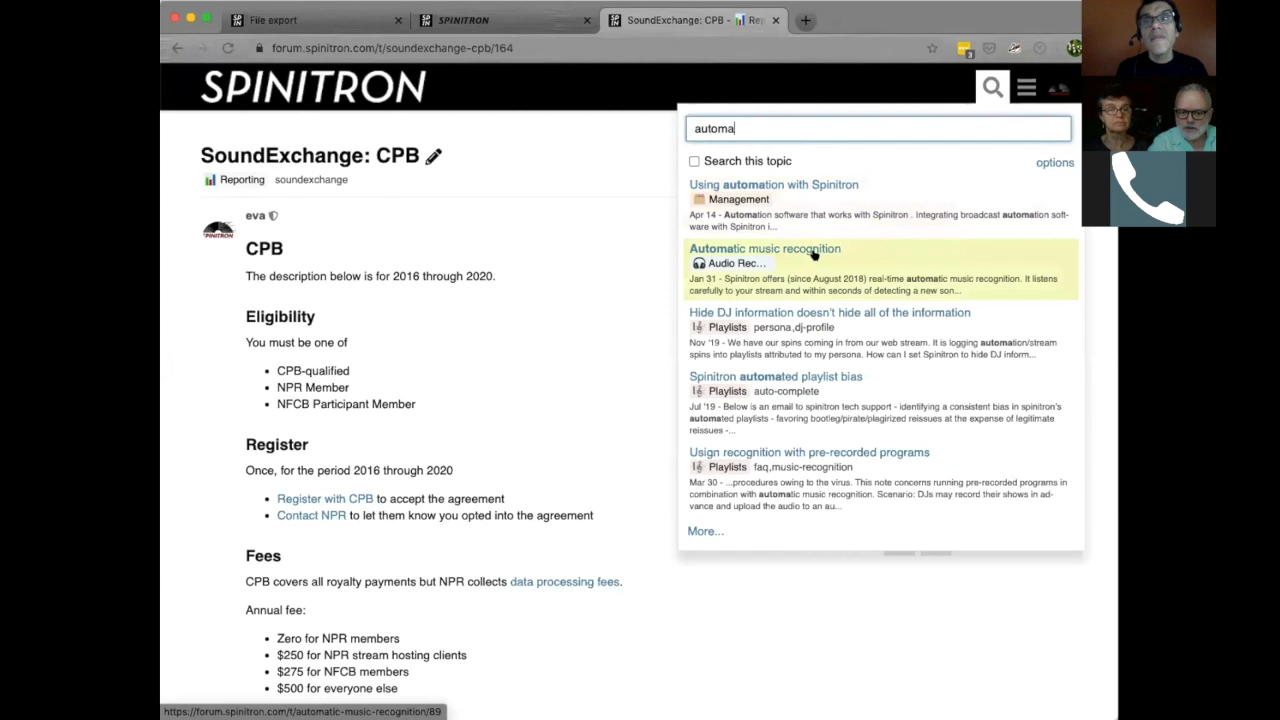 File export
SPINITRON
SoundExchange: CPB - Rep
forum.spinitron.com/t/soundexchange-cpb/164
3
SPINITRON
automa
Search this topic
options
Using automation with Spinitron
Management
Apr 14 - Automation software that works with Spinitron . Integrating broadcast automation soft-
ware with Spinitron i...
Automatic music recognition
Audio Rec...
Jan 31 - Spinitron offers (since August 2018) real-time automatic music recognition. It listens
carefully to your stream and within seconds of detecting a new son...
Hide DJ information doesn't hide all of the information
Playlists persona,dj-profile
Nov '19 - We have our spins coming in from our web stream. It is logging automation/stream
spins into playlists attributed to my persona. How can I set Spinitron to hide DJ inform...
Spinitron automated playlist bias
Playlists auto-complete
Jul '19 - Below is an email to spinitron tech support - identifying a consistent bias in spinitron's
automated playlists - favoring bootleg/pirate/plagirized reissues at the expense of legitimate
reissues -...
Usign recognition with pre-recorded programs
Playlists faq,music-recognition
Mar 30 - ...procedures owing to the virus. This note concerns running pre-recorded programs in
combination with automatic music recognition. Scenario: DJs may record their shows in ad-
vance and upload the audio to an au...
More...
SoundExchange: CPB
Reporting soundexchange
eva
SPINITRON
CPB
The description below is for 2016 through 2020.
Eligibility
You must be one of
• CPB-qualified
• NPR Member
• NFCB Participant Member
Register
Once, for the period 2016 through 2020
• Register with CPB to accept the agreement
• Contact NPR to let them know you opted into the agreement
Fees
CPB covers all royalty payments but NPR collects data processing fees.
Annual fee:
• Zero for NPR members
• $250 for NPR stream hosting clients
• $275 for NFCB members
• $500 for everyone else
https://forum.spinitron.com/t/automatic-music-recognition/89